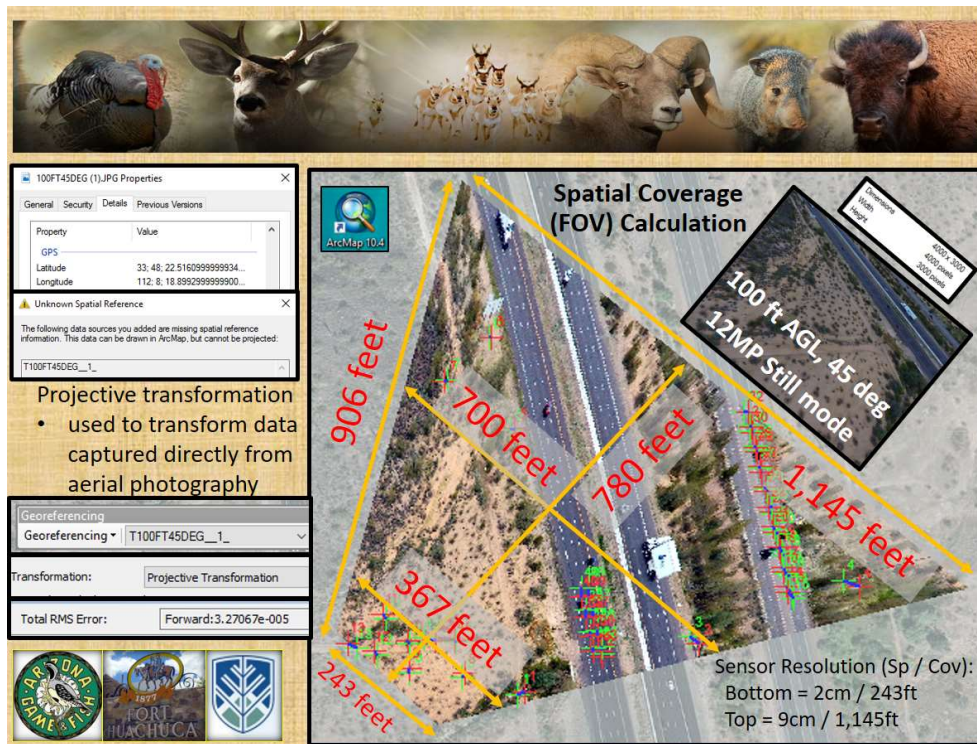 100FT45DEG (1).JPG Properties
General Security Details Previous Versions
Property Value
GPS
Latitude 33; 48; 22.5160999999934...
Longitude 112; 8; 18.8992999999900...
Unknown Spatial Reference
The following data sources you added are missing spatial reference
information. This data can be drawn in ArcMap, but cannot be projected:
T100FT45DEG__1_
Projective transformation
• used to transform data
captured directly from
aerial photography
Georeferencing
Georeferencing T100FT45DEG__1_
Transformation: Projective Transformation
Total RMS Error: Forward:3.27067e-005
ARIZONA
GAME & FISH
1877
FORT
HUACHUCA
ArcMap 10.4
Spatial Coverage
(FOV) Calculation
Dimensions 4000 x 3000
Width 4000 pixels
Height 3000 pixels
100 ft AGL, 45 deg
12MP Still mode
906 feet
700 feet
780 feet
1,145 feet
367 feet
243 feet
Sensor Resolution (Sp / Cov):
Bottom = 2cm / 243ft
Top = 9cm / 1,145ft